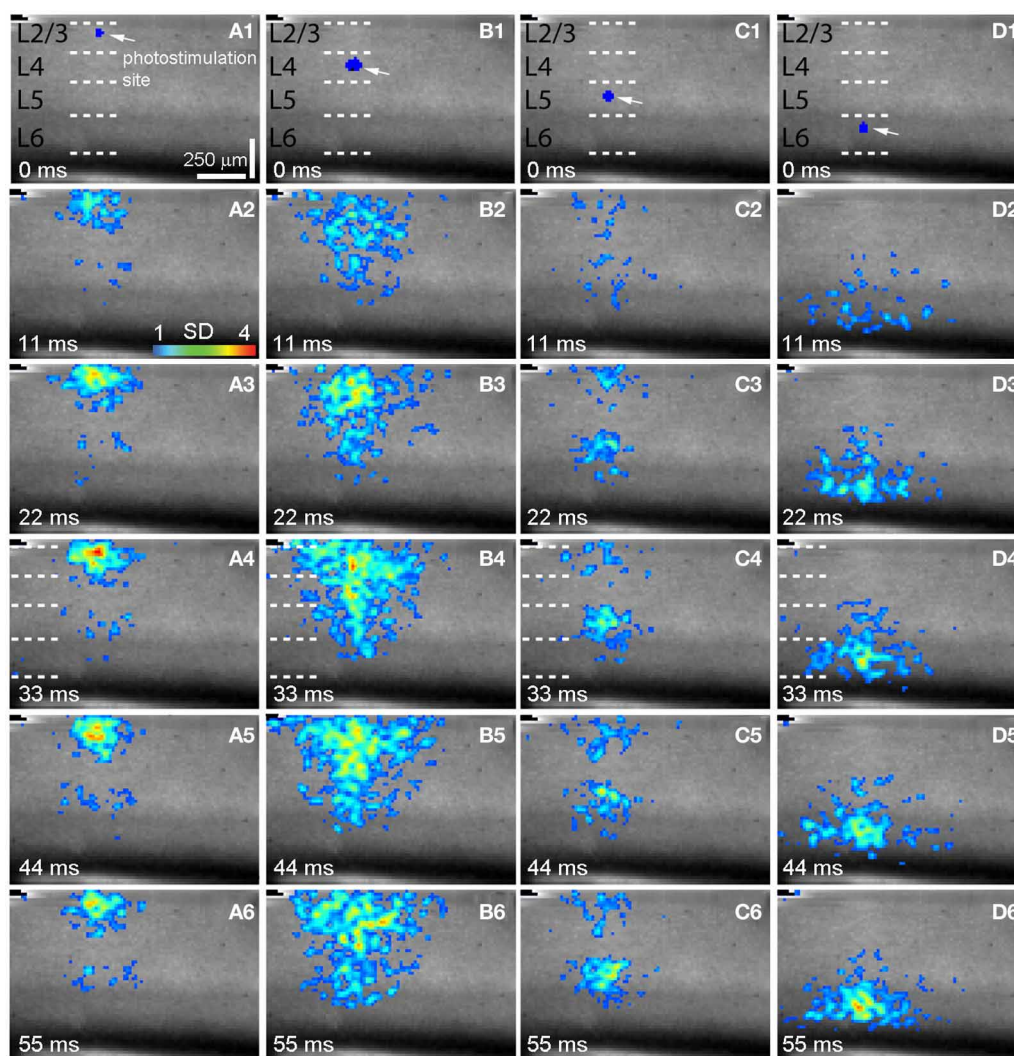 L2/3
A1
photostimulation
site
L4
L5
L6
250 µm
0 ms
L2/3
B1
L4
L5
L6
0 ms
L2/3
C1
L4
L5
L6
0 ms
L2/3
D1
L4
L5
L6
0 ms
A2
1 SD 4
11 ms
B2
11 ms
C2
11 ms
D2
11 ms
A3
22 ms
B3
22 ms
C3
22 ms
D3
22 ms
A4
33 ms
B4
33 ms
C4
33 ms
D4
33 ms
A5
44 ms
B5
44 ms
C5
44 ms
D5
44 ms
A6
55 ms
B6
55 ms
C6
55 ms
D6
55 ms